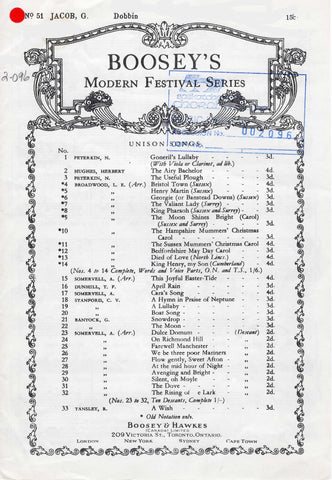 Nº 51 JACOB, G. Dobbin 15c
2-096
BOOSEY'S
MODERN FESTIVAL SERIES
002096
UNISON SONGS.
No.
1 PETERKIN, N. Goneril's Lullaby 3d.
(With Viola or Clarinet, ad lib.)
2 HUGHES, HERBERT The Airy Bachelor 4d.
3 PETERKIN, N. The Useful Plough 3d.
*4 BROADWOOD, L. E. (Arr.) Bristol Town (Sussex) 4d.
*5 " Henry Martin (Sussex) 4d.
*6 " Georgie (or Banstead Downs) (Sussex) 3d.
*7 " The Valiant Lady (Surrey) 3d.
*8 " King Pharaoh (Sussex and Surrey) 3d.
*9 " The Moon Shines Bright (Carol)
(Sussex and Surrey) 3d.
*10 " The Hampshire Mummers' Christmas
Carol 3d.
*11 " The Sussex Mummers' Christmas Carol 4d.
*12 " Bedfordshire May Day Carol 4d.
*13 " Died of Love (North Lincs.) 3d.
*14 " King Henry, my Son (Cumberland) 4d.
(Nos. 4 to 14 Complete, Words and Voice Parts, O.N. and T.S., 1/6.)
15 SOMERVELL, A. (Arr.) This Joyful Easter-Tide 4d.
16 DUNHILL, T. F. April Rain 3d.
17 SOMERVELL, A. Cara's Song 3d.
18 STANFORD, C. V. A Hymn in Praise of Neptune 3d.
19 " A Lullaby 3d.
20 " Boat Song 3d.
21 BANTOCK, G. Snowdrop 3d.
22 " The Moon 3d.
23 SOMERVELL, A. (Arr.) Dulce Domum (Descant) 2d.
24 " On Richmond Hill 2d.
25 " Farewell Manchester 2d.
26 " We be three poor Mariners 2d.
27 " Flow gently, Sweet Afton 2d.
28 " At the mid hour of Night 2d.
29 " Avenging and Bright 2d.
30 " Silent, oh Moyle 2d.
31 " The Dove 2d.
32 " The Rising of e Lark 2d.
(Nos. 23 to 32, Ten Descants, Complete 1/-)
33 YANSLEY, B. A Wish 3d.
* Old Notation only.
BOOSEY & HAWKES
(CANADA) LIMITED
209 VICTORIA ST., TORONTO, ONTARIO.
LONDON NEW YORK SYDNEY CAPE TOWN